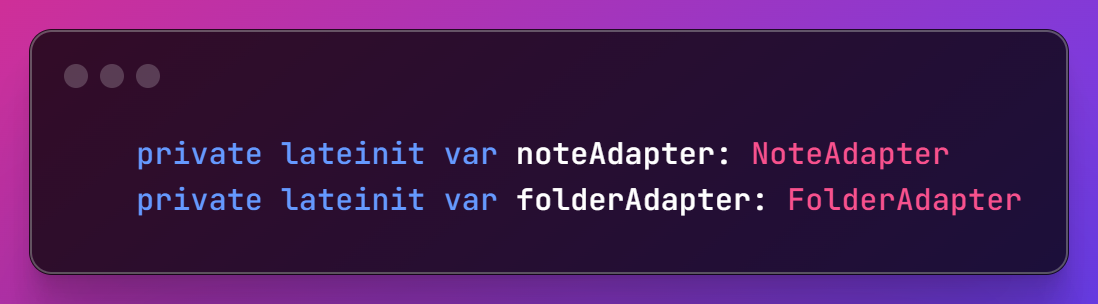 private lateinit var noteAdapter: NoteAdapter
private lateinit var folderAdapter: FolderAdapter